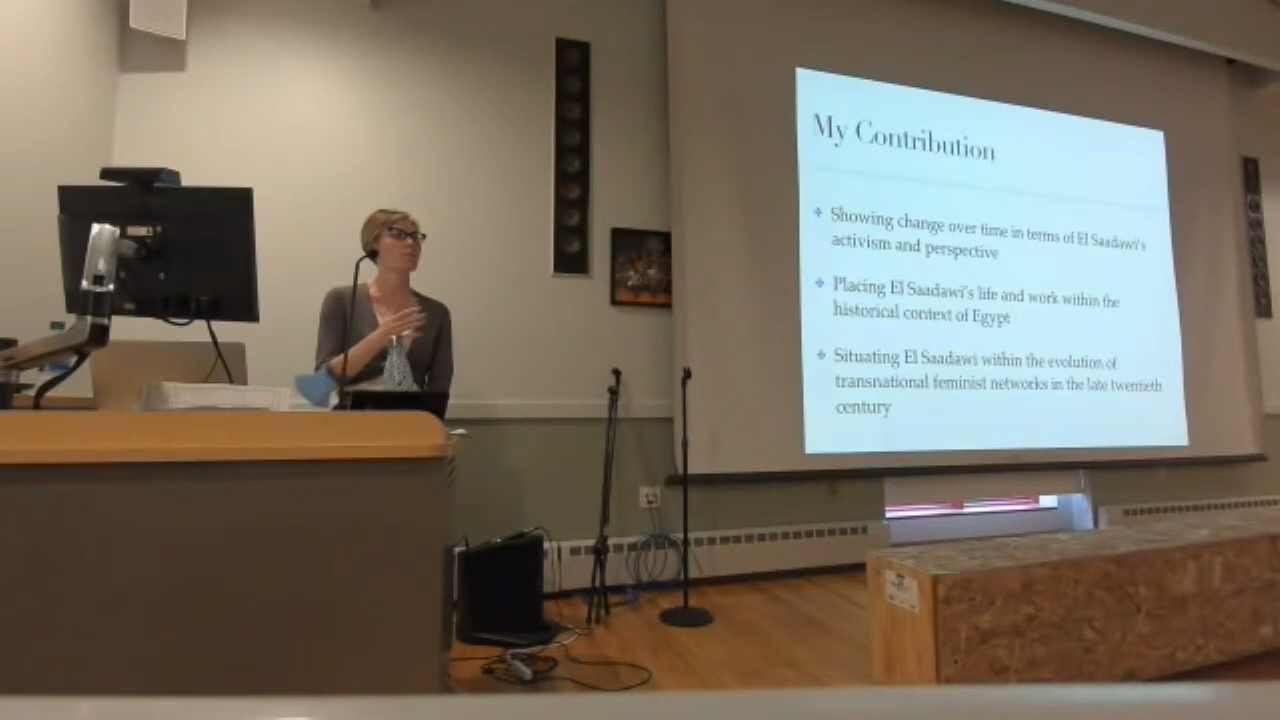 My Contribution
Showing change over time in terms of El Saadawi's
activism and perspective
Placing El Saadawi's life and work within the
historical context of Egypt
Situating El Saadawi within the evolution of
transnational feminist networks in the late twentieth
century